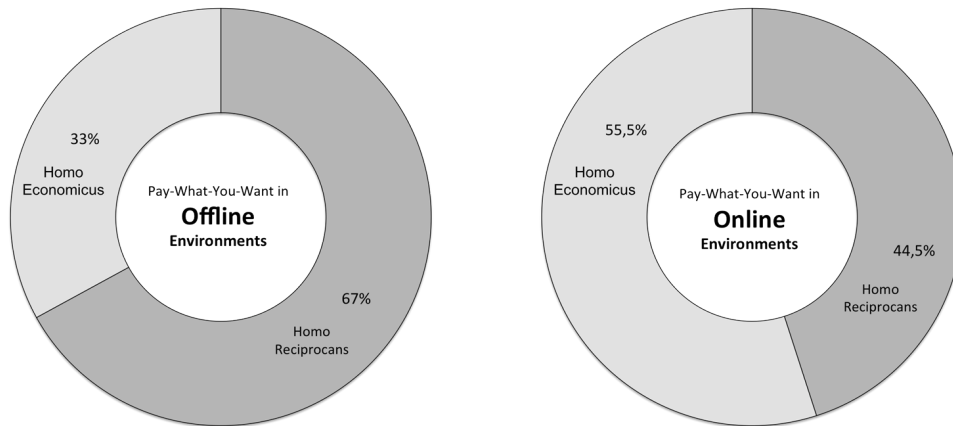 33%
Homo
Economicus
Pay-What-You-Want in
Offline
Environments
67%
Homo
Reciprocans
55,5%
Homo
Economicus
Pay-What-You-Want in
Online
Environments
44,5%
Homo
Reciprocans